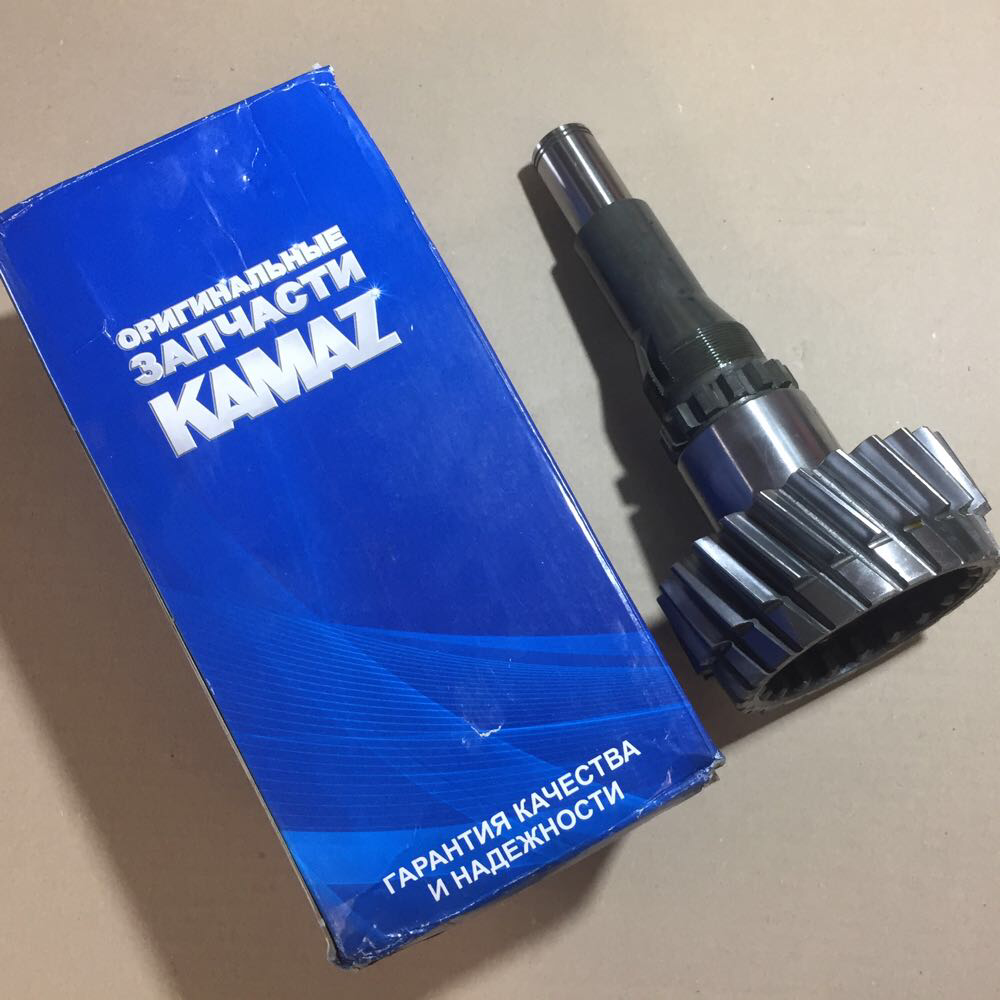 ОРИГИНАЛЬНЫЕ
ЗАПЧАСТИ
KAMAZ
ГАРАНТИЯ КАЧЕСТВА
И НАДЕЖНОСТИ